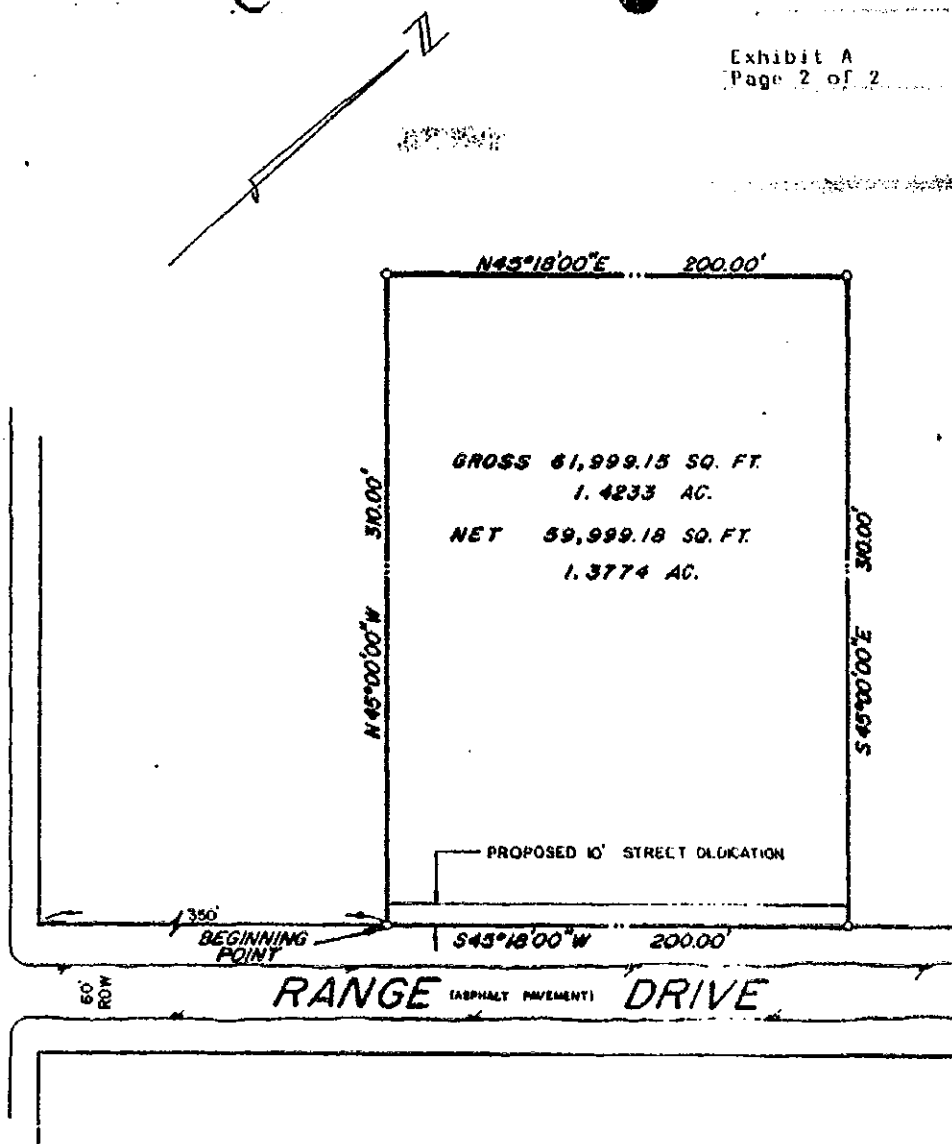 N
Exhibit A
Page 2 of 2
N45°18'00"E 200.00'
GROSS 61,999.15 SQ. FT.
1.4233 AC.
NET 59,999.18 SQ. FT.
1.3774 AC.
310.00'
N45°00'00"W
310.00'
S45°00'00"E
PROPOSED 10' STREET DEDICATION
350'
BEGINNING
POINT
S45°18'00"W 200.00'
60'
ROW
RANGE (ASPHALT PAVEMENT) DRIVE